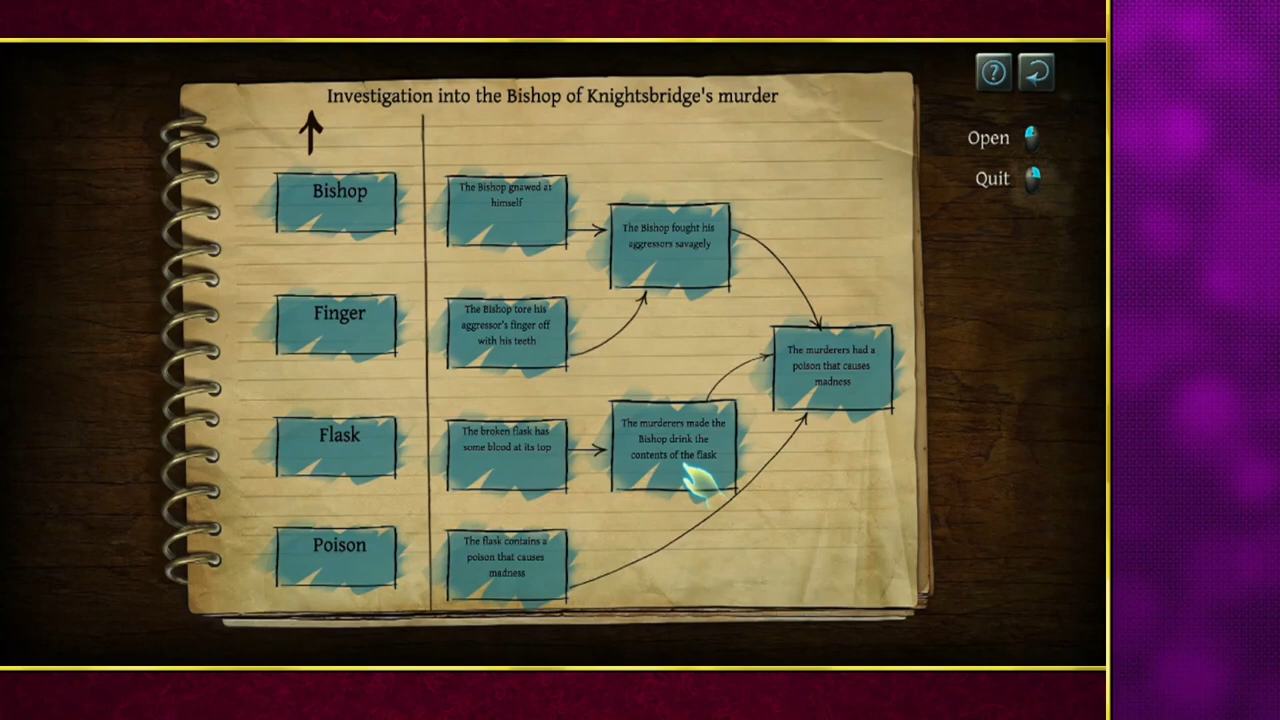 Investigation into the Bishop of Knightsbridge's murder
Open
Quit
Bishop
The Bishop gnawed at
himself
The Bishop fought his
aggressors savagely
Finger
The Bishop tore his
aggressor's finger off
with his teeth
The murderers had a
poison that causes
madness
Flask
The broken flask has
some blood at its top
The murderers made the
Bishop drink the
contents of the flask
Poison
The flask contains a
poison that causes
madness